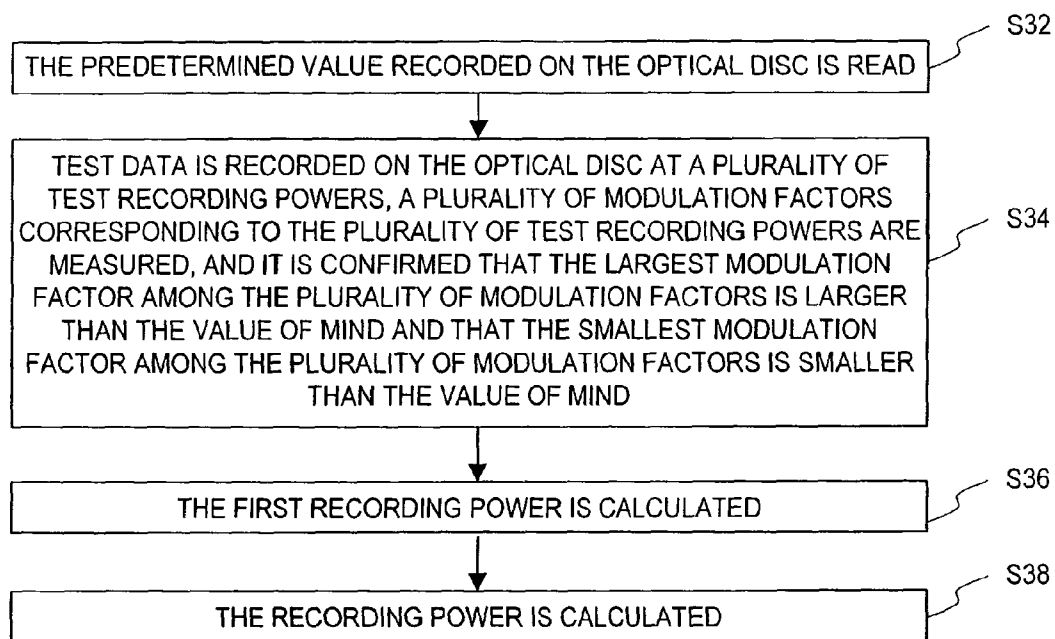 S32
THE PREDETERMINED VALUE RECORDED ON THE OPTICAL DISC IS READ
TEST DATA IS RECORDED ON THE OPTICAL DISC AT A PLURALITY OF
TEST RECORDING POWERS, A PLURALITY OF MODULATION FACTORS
CORRESPONDING TO THE PLURALITY OF TEST RECORDING POWERS ARE
MEASURED, AND IT IS CONFIRMED THAT THE LARGEST MODULATION
FACTOR AMONG THE PLURALITY OF MODULATION FACTORS IS LARGER
THAN THE VALUE OF MIND AND THAT THE SMALLEST MODULATION
FACTOR AMONG THE PLURALITY OF MODULATION FACTORS IS SMALLER
THAN THE VALUE OF MIND
S34
THE FIRST RECORDING POWER IS CALCULATED
S36
THE RECORDING POWER IS CALCULATED
S38